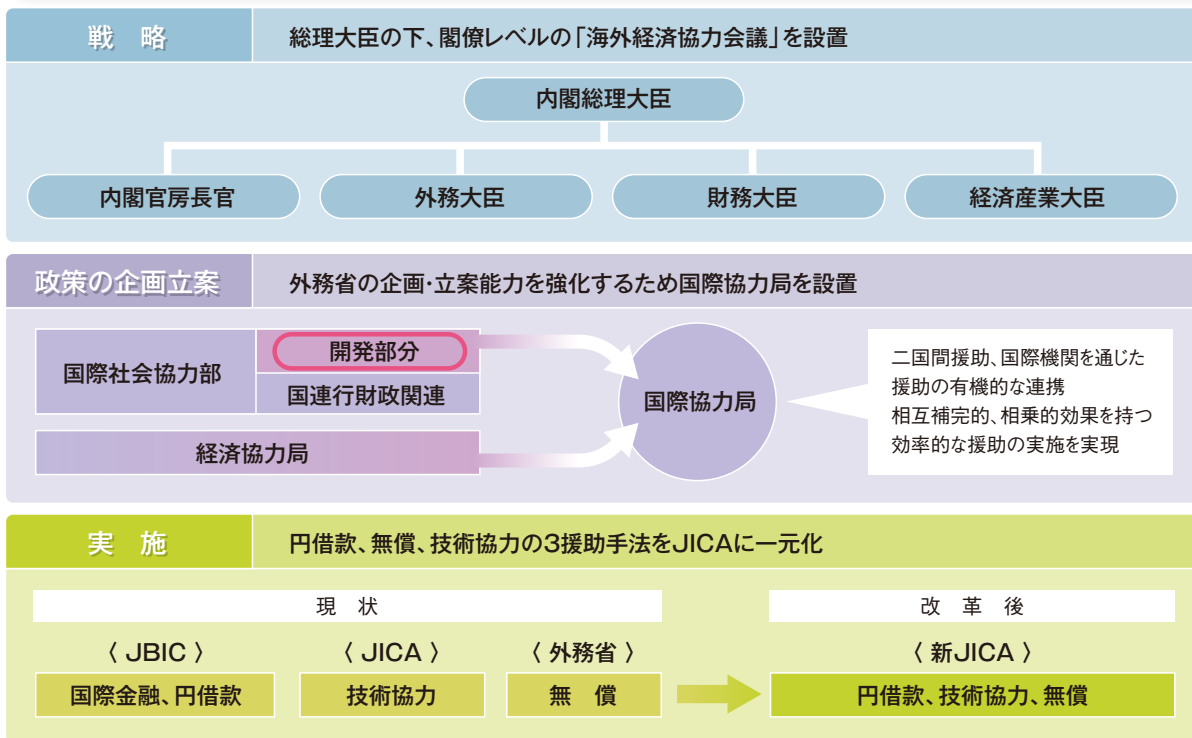 戦　略
総理大臣の下、閣僚レベルの「海外経済協力会議」を設置
内閣総理大臣
内閣官房長官
外務大臣
財務大臣
経済産業大臣
政策の企画立案
外務省の企画・立案能力を強化するため国際協力局を設置
国際社会協力部
開発部分
国連行財政関連
経済協力局
国際協力局
二国間援助、国際機関を通じた
援助の有機的な連携
相互補完的、相乗的効果を持つ
効率的な援助の実施を実現
実　施
円借款、無償、技術協力の3援助手法をJICAに一元化
現　状
〈 JBIC 〉
国際金融、円借款
〈 JICA 〉
技術協力
〈 外務省 〉
無　償
改　革　後
〈 新JICA 〉
円借款、技術協力、無償